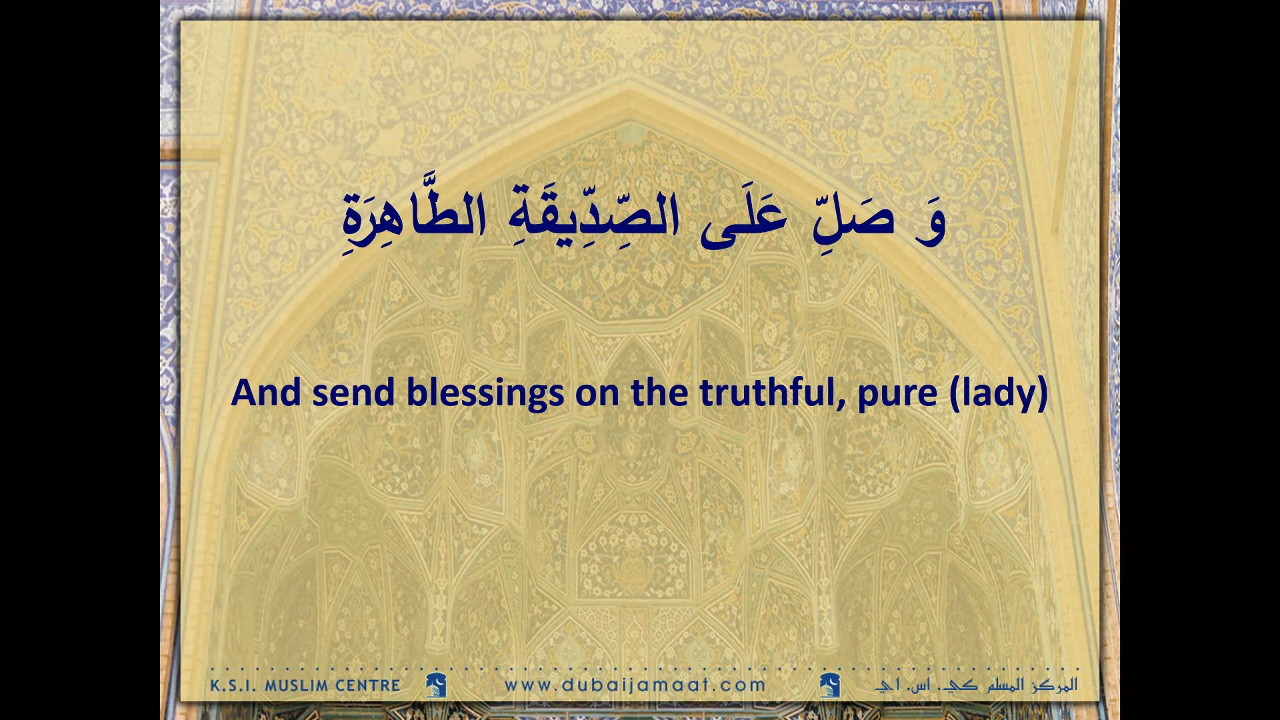 وَ صَلِّ عَلَى الصِّدِّيقَةِ الطَّاهِرَةِ
And send blessings on the truthful, pure (lady)
K.S.I. MUSLIM CENTRE www.dubaijamaat.com المركز المسلم كي. اس. اي